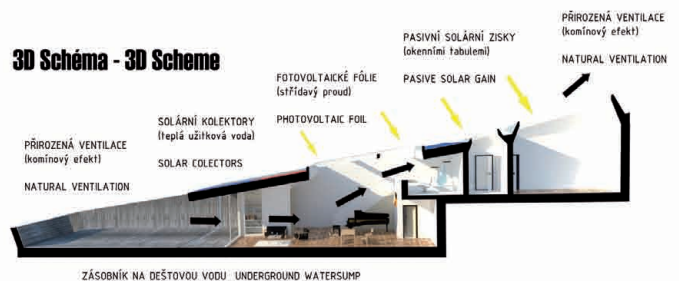 3D Schéma - 3D Scheme
PŘIROZENÁ VENTILACE
(komínový efekt)
NATURAL VENTILATION
SOLÁRNÍ KOLEKTORY
(teplá užitková voda)
SOLAR COLECTORS
FOTOVOLTAICKÉ FÓLIE
(střídavý proud)
PHOTOVOLTAIC FOIL
PASIVNÍ SOLÁRNÍ ZISKY
(okenními tabulemi)
PASIVE SOLAR GAIN
PŘIROZENÁ VENTILACE
(komínový efekt)
NATURAL VENTILATION
ZÁSOBNÍK NA DEŠTOVOU VODU UNDERGROUND WATERSUMP